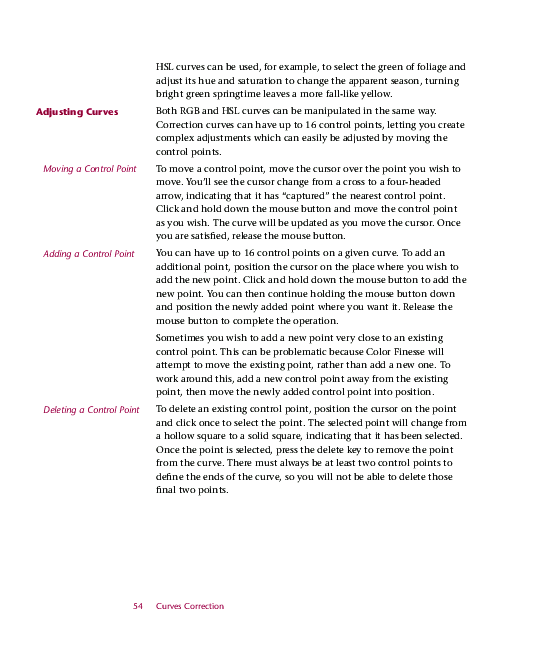 HSL curves can be used, for example, to select the green of foliage and
adjust its hue and saturation to change the apparent season, turning
bright green springtime leaves a more fall-like yellow.
Adjusting Curves
Both RGB and HSL curves can be manipulated in the same way.
Correction curves can have up to 16 control points, letting you create
complex adjustments which can easily be adjusted by moving the
control points.
Moving a Control Point
To move a control point, move the cursor over the point you wish to
move. You’ll see the cursor change from a cross to a four-headed
arrow, indicating that it has “captured” the nearest control point.
Click and hold down the mouse button and move the control point
as you wish. The curve will be updated as you move the cursor. Once
you are satisfied, release the mouse button.
Adding a Control Point
You can have up to 16 control points on a given curve. To add an
additional point, position the cursor on the place where you wish to
add the new point. Click and hold down the mouse button to add the
new point. You can then continue holding the mouse button down
and position the newly added point where you want it. Release the
mouse button to complete the operation.
Sometimes you wish to add a new point very close to an existing
control point. This can be problematic because Color Finesse will
attempt to move the existing point, rather than add a new one. To
work around this, add a new control point away from the existing
point, then move the newly added control point into position.
Deleting a Control Point
To delete an existing control point, position the cursor on the point
and click once to select the point. The selected point will change from
a hollow square to a solid square, indicating that it has been selected.
Once the point is selected, press the delete key to remove the point
from the curve. There must always be at least two control points to
define the ends of the curve, so you will not be able to delete those
final two points.
54 Curves Correction